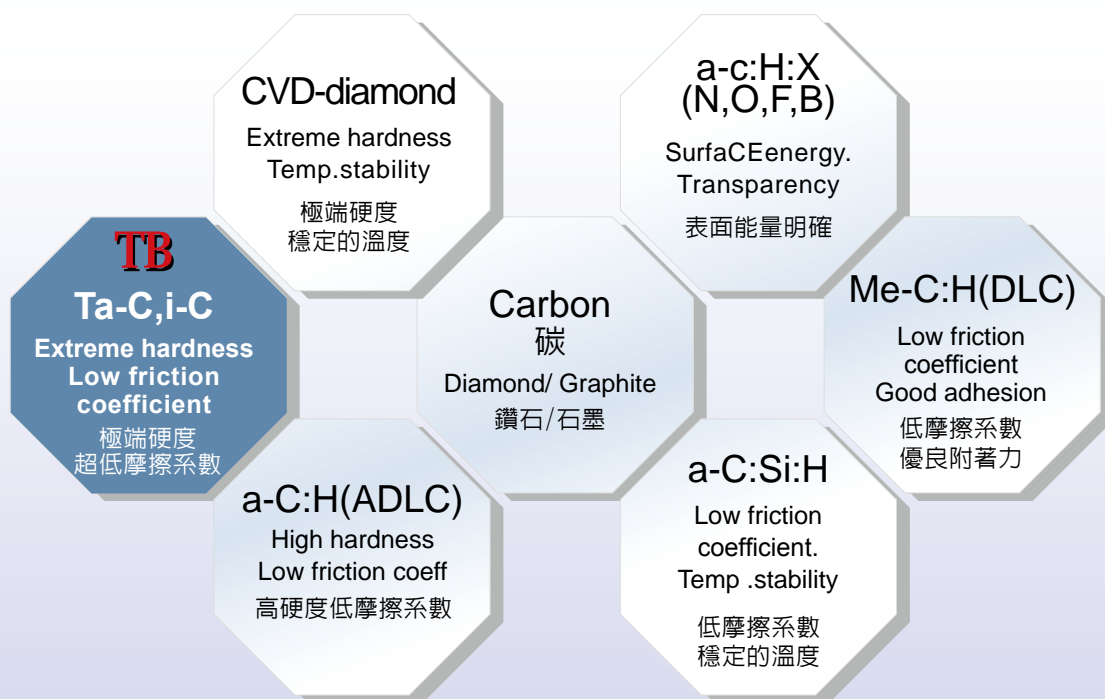 CVD-diamond
Extreme hardness
Temp.stability
極端硬度
穩定的溫度
a-c:H:X
(N,O,F,B)
SurfaCEenergy.
Transparency
表面能量明確
TB
Ta-C,i-C
Extreme hardness
Low friction
coefficient
極端硬度
超低摩擦系數
Carbon
碳
Diamond/ Graphite
鑽石/石墨
Me-C:H(DLC)
Low friction
coefficient
Good adhesion
低摩擦系數
優良附著力
a-C:H(ADLC)
High hardness
Low friction coeff
高硬度低摩擦系數
a-C:Si:H
Low friction
coefficient.
Temp .stability
低摩擦系數
穩定的溫度